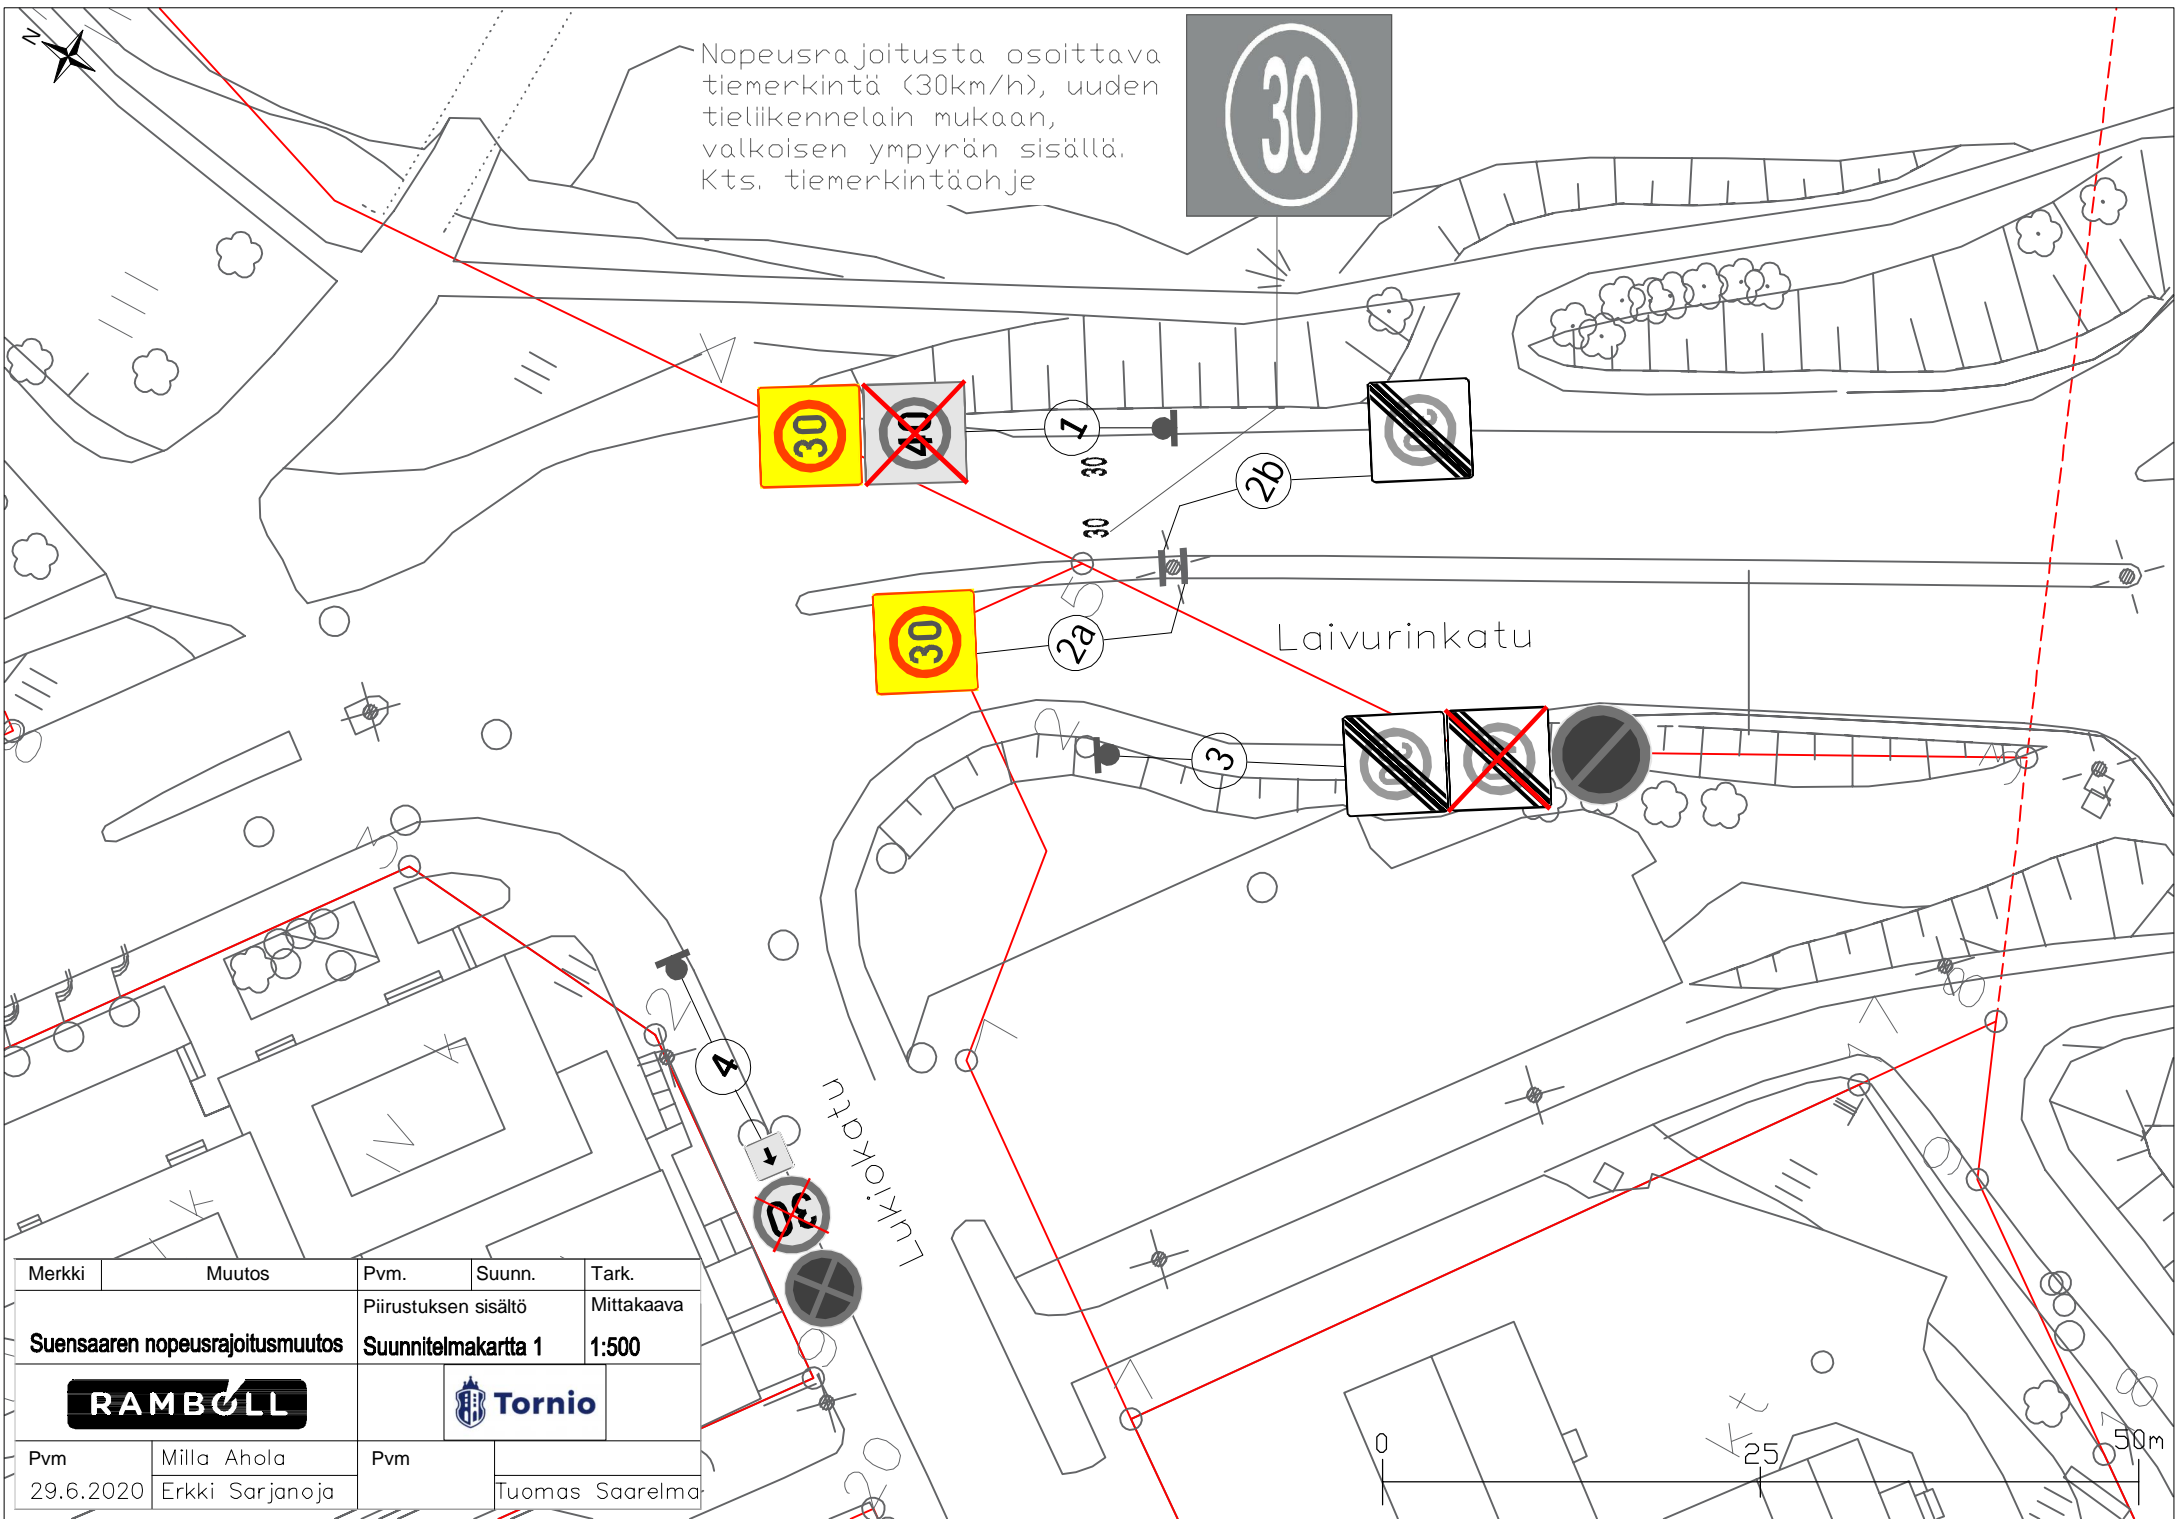 N
Nopeusrajoitusta osoittava
tiemerkintä (30km/h), uuden
tieliikennelain mukaan,
valkoisen ympyrän sisällä.
Kts. tiemerkintäohje
30
30
40
1
30
30
2b
30
2a
Laivurinkatu
3
4
30
Lukiokatu
Merkki Muutos Pvm. Suunn. Tark.
Piirustuksen sisältö Mittakaava
Suensaaren nopeusrajoitusmuutos Suunnitelmakartta 1 1:500
RAMBOLL Tornio
Pvm Milla Ahola Pvm
29.6.2020 Erkki Sarjanoja Tuomas Saarelma
0 25 50m